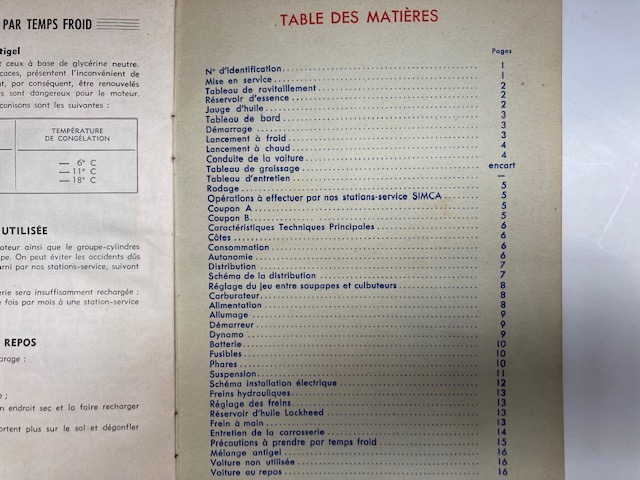 PAR TEMPS FROID
tigel
t ceux à base de glycérine neutre.
caces, présentent l'inconvénient de
nt, par conséquent, être renouvelés
rs sont dangereux pour le moteur.
conisons sont les suivantes :
TEMPÉRATURE
DE CONGÉLATION
— 6° C
— 11° C
— 18° C
UTILISÉE
ateur ainsi que le groupe-cylindres
pe. On peut éviter les accidents dûs
rni par nos stations-service, suivant
erie sera insuffisamment rechargée :
e fois par mois à une station-service
REPOS
arage :
e ;
n endroit sec et la faire recharger
ortent plus sur le sol et dégonfler
TABLE DES MATIÈRES
Pages
N° d'identification 1
Mise en service 1
Tableau de ravitaillement 2
Réservoir d'essence 2
Jauge d'huile 2
Tableau de bord 3
Démarrage 3
Lancement à froid 3
Lancement à chaud 4
Conduite de la voiture 4
Tableau de graissage encart
Tableau d'entretien —
Rodage 5
Opérations à effectuer par nos stations-service SIMCA 5
Coupon A 5
Coupon B 5
Caractéristiques Techniques Principales 6
Côtes 6
Consommation 6
Autonomie 6
Distribution 7
Schéma de la distribution 7
Réglage du jeu entre soupapes et culbuteurs 8
Carburateur 8
Alimentation 8
Allumage 9
Démarreur 9
Dynamo 9
Batterie 10
Fusibles 10
Phares 10
Suspension 11
Schéma installation électrique 12
Freins hydrauliques 13
Réglage des freins 13
Réservoir d'huile Lockheed 13
Frein à main 13
Entretien de la carrosserie 14
Précautions à prendre par temps froid 15
Mélange antigel 16
Voiture non utilisée 16
Voiture au repos 16